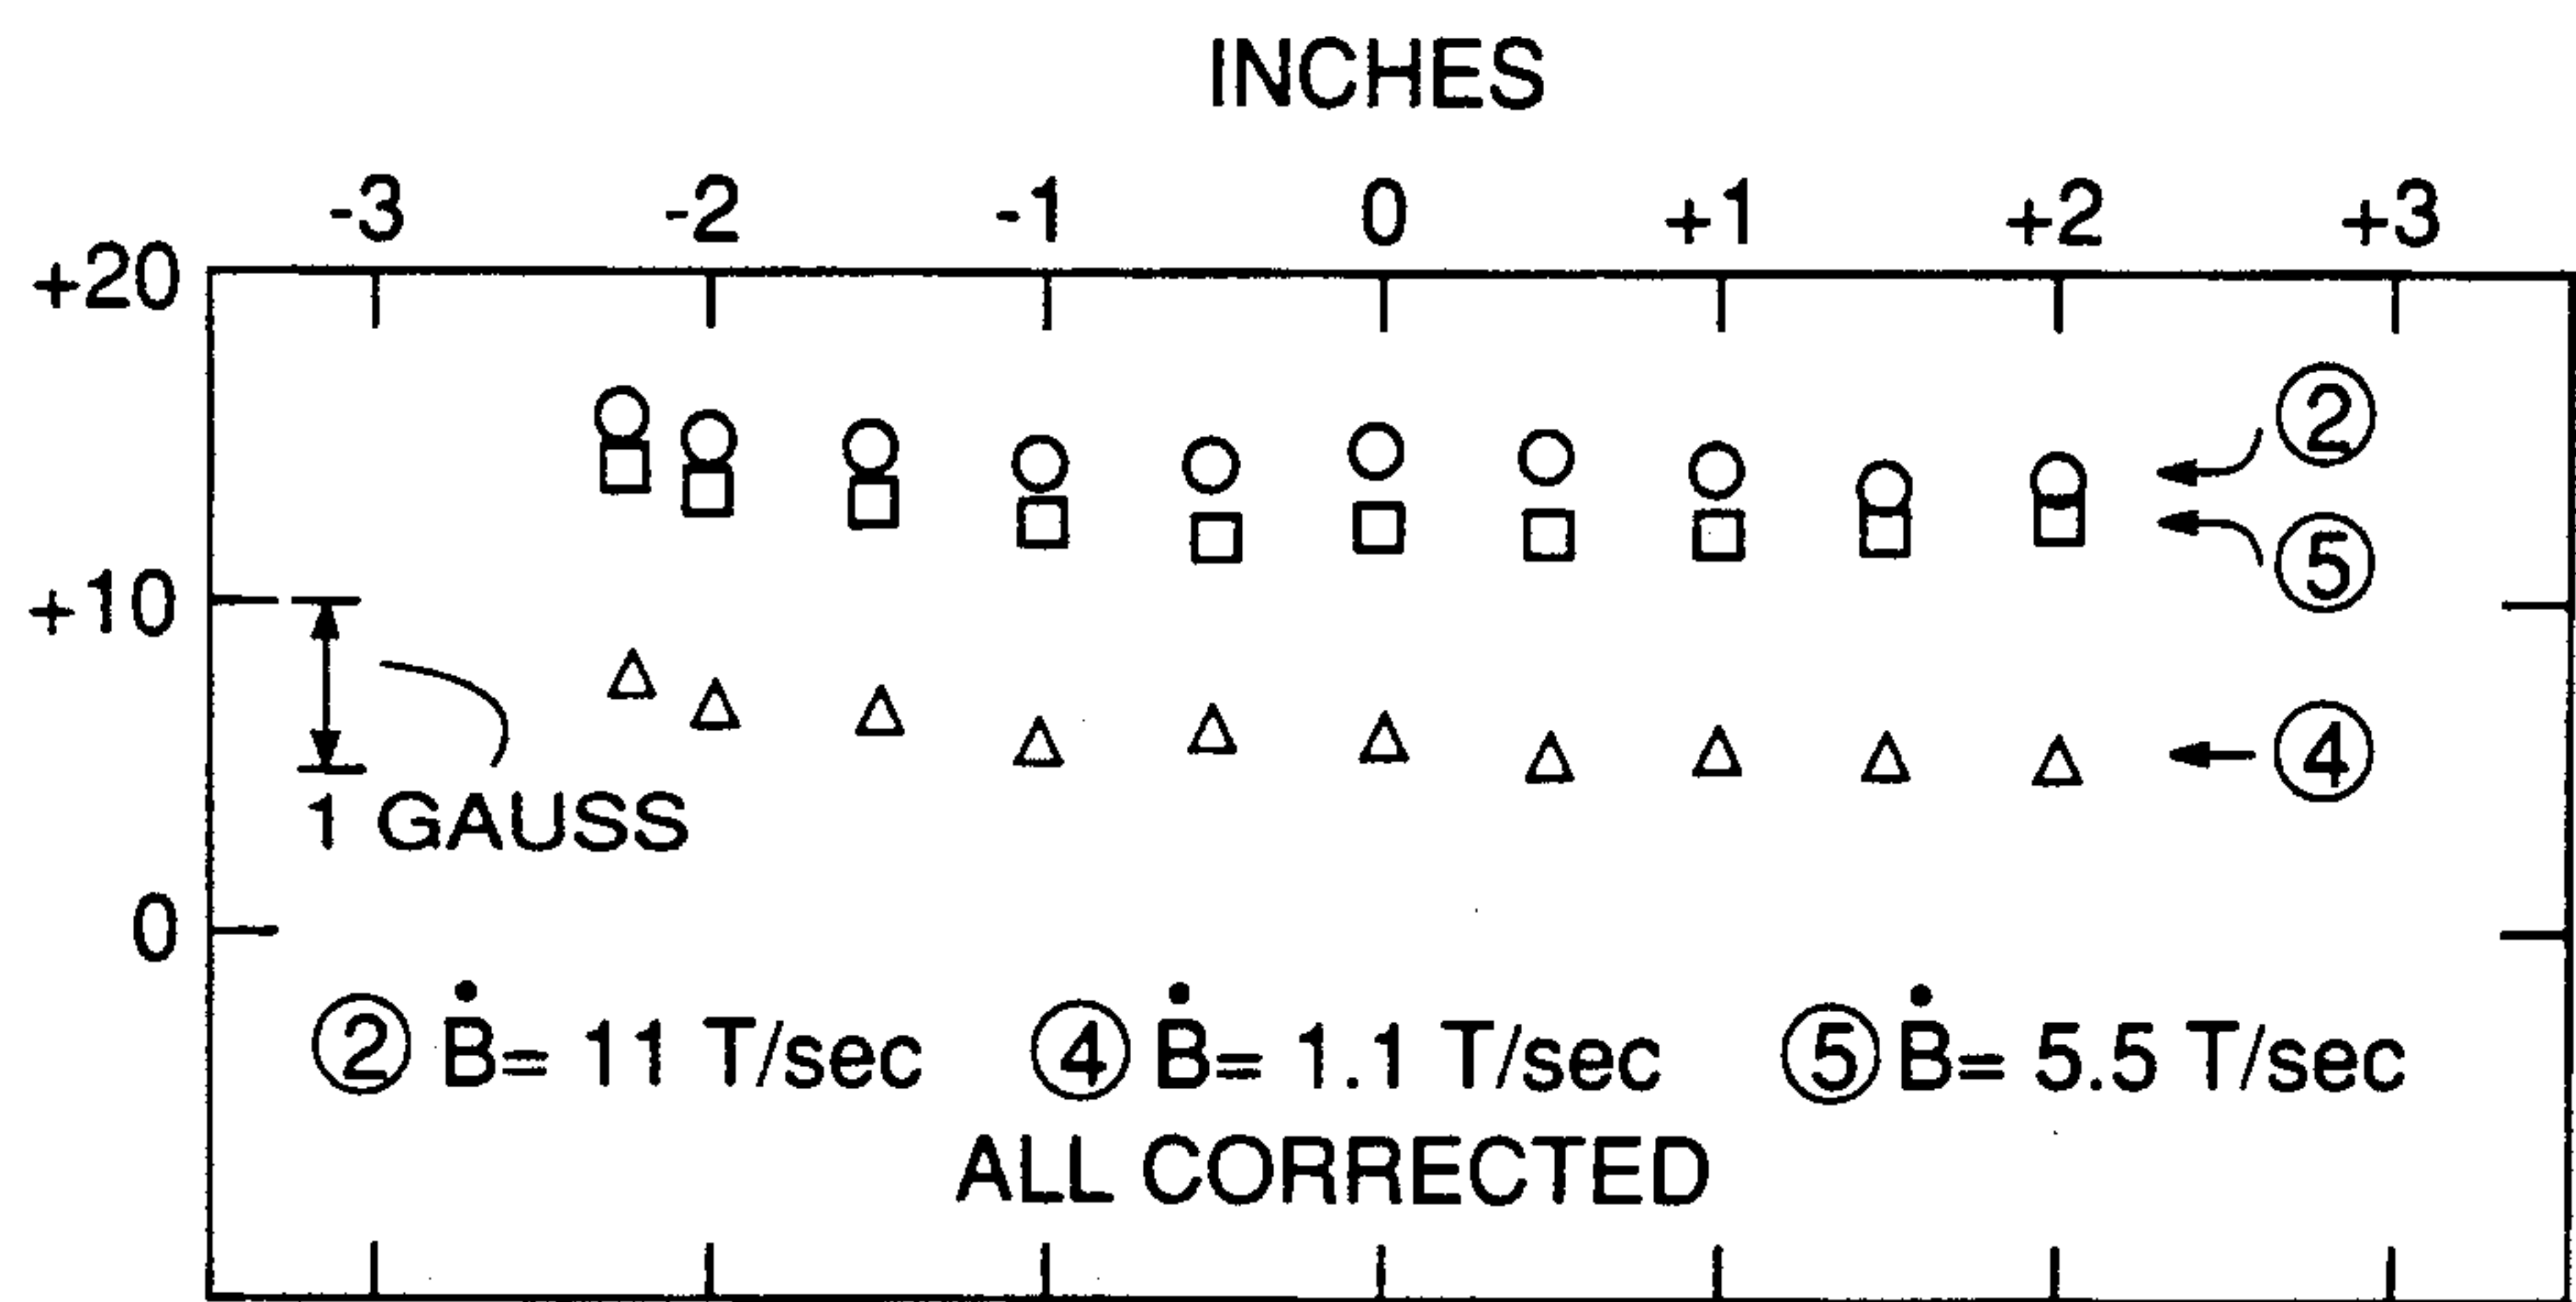 INCHES
-3 -2 -1 0 +1 +2 +3
+20
②
+10
⑤
④
1 GAUSS
0
② Ḃ= 11 T/sec ④ Ḃ= 1.1 T/sec ⑤ Ḃ= 5.5 T/sec
ALL CORRECTED